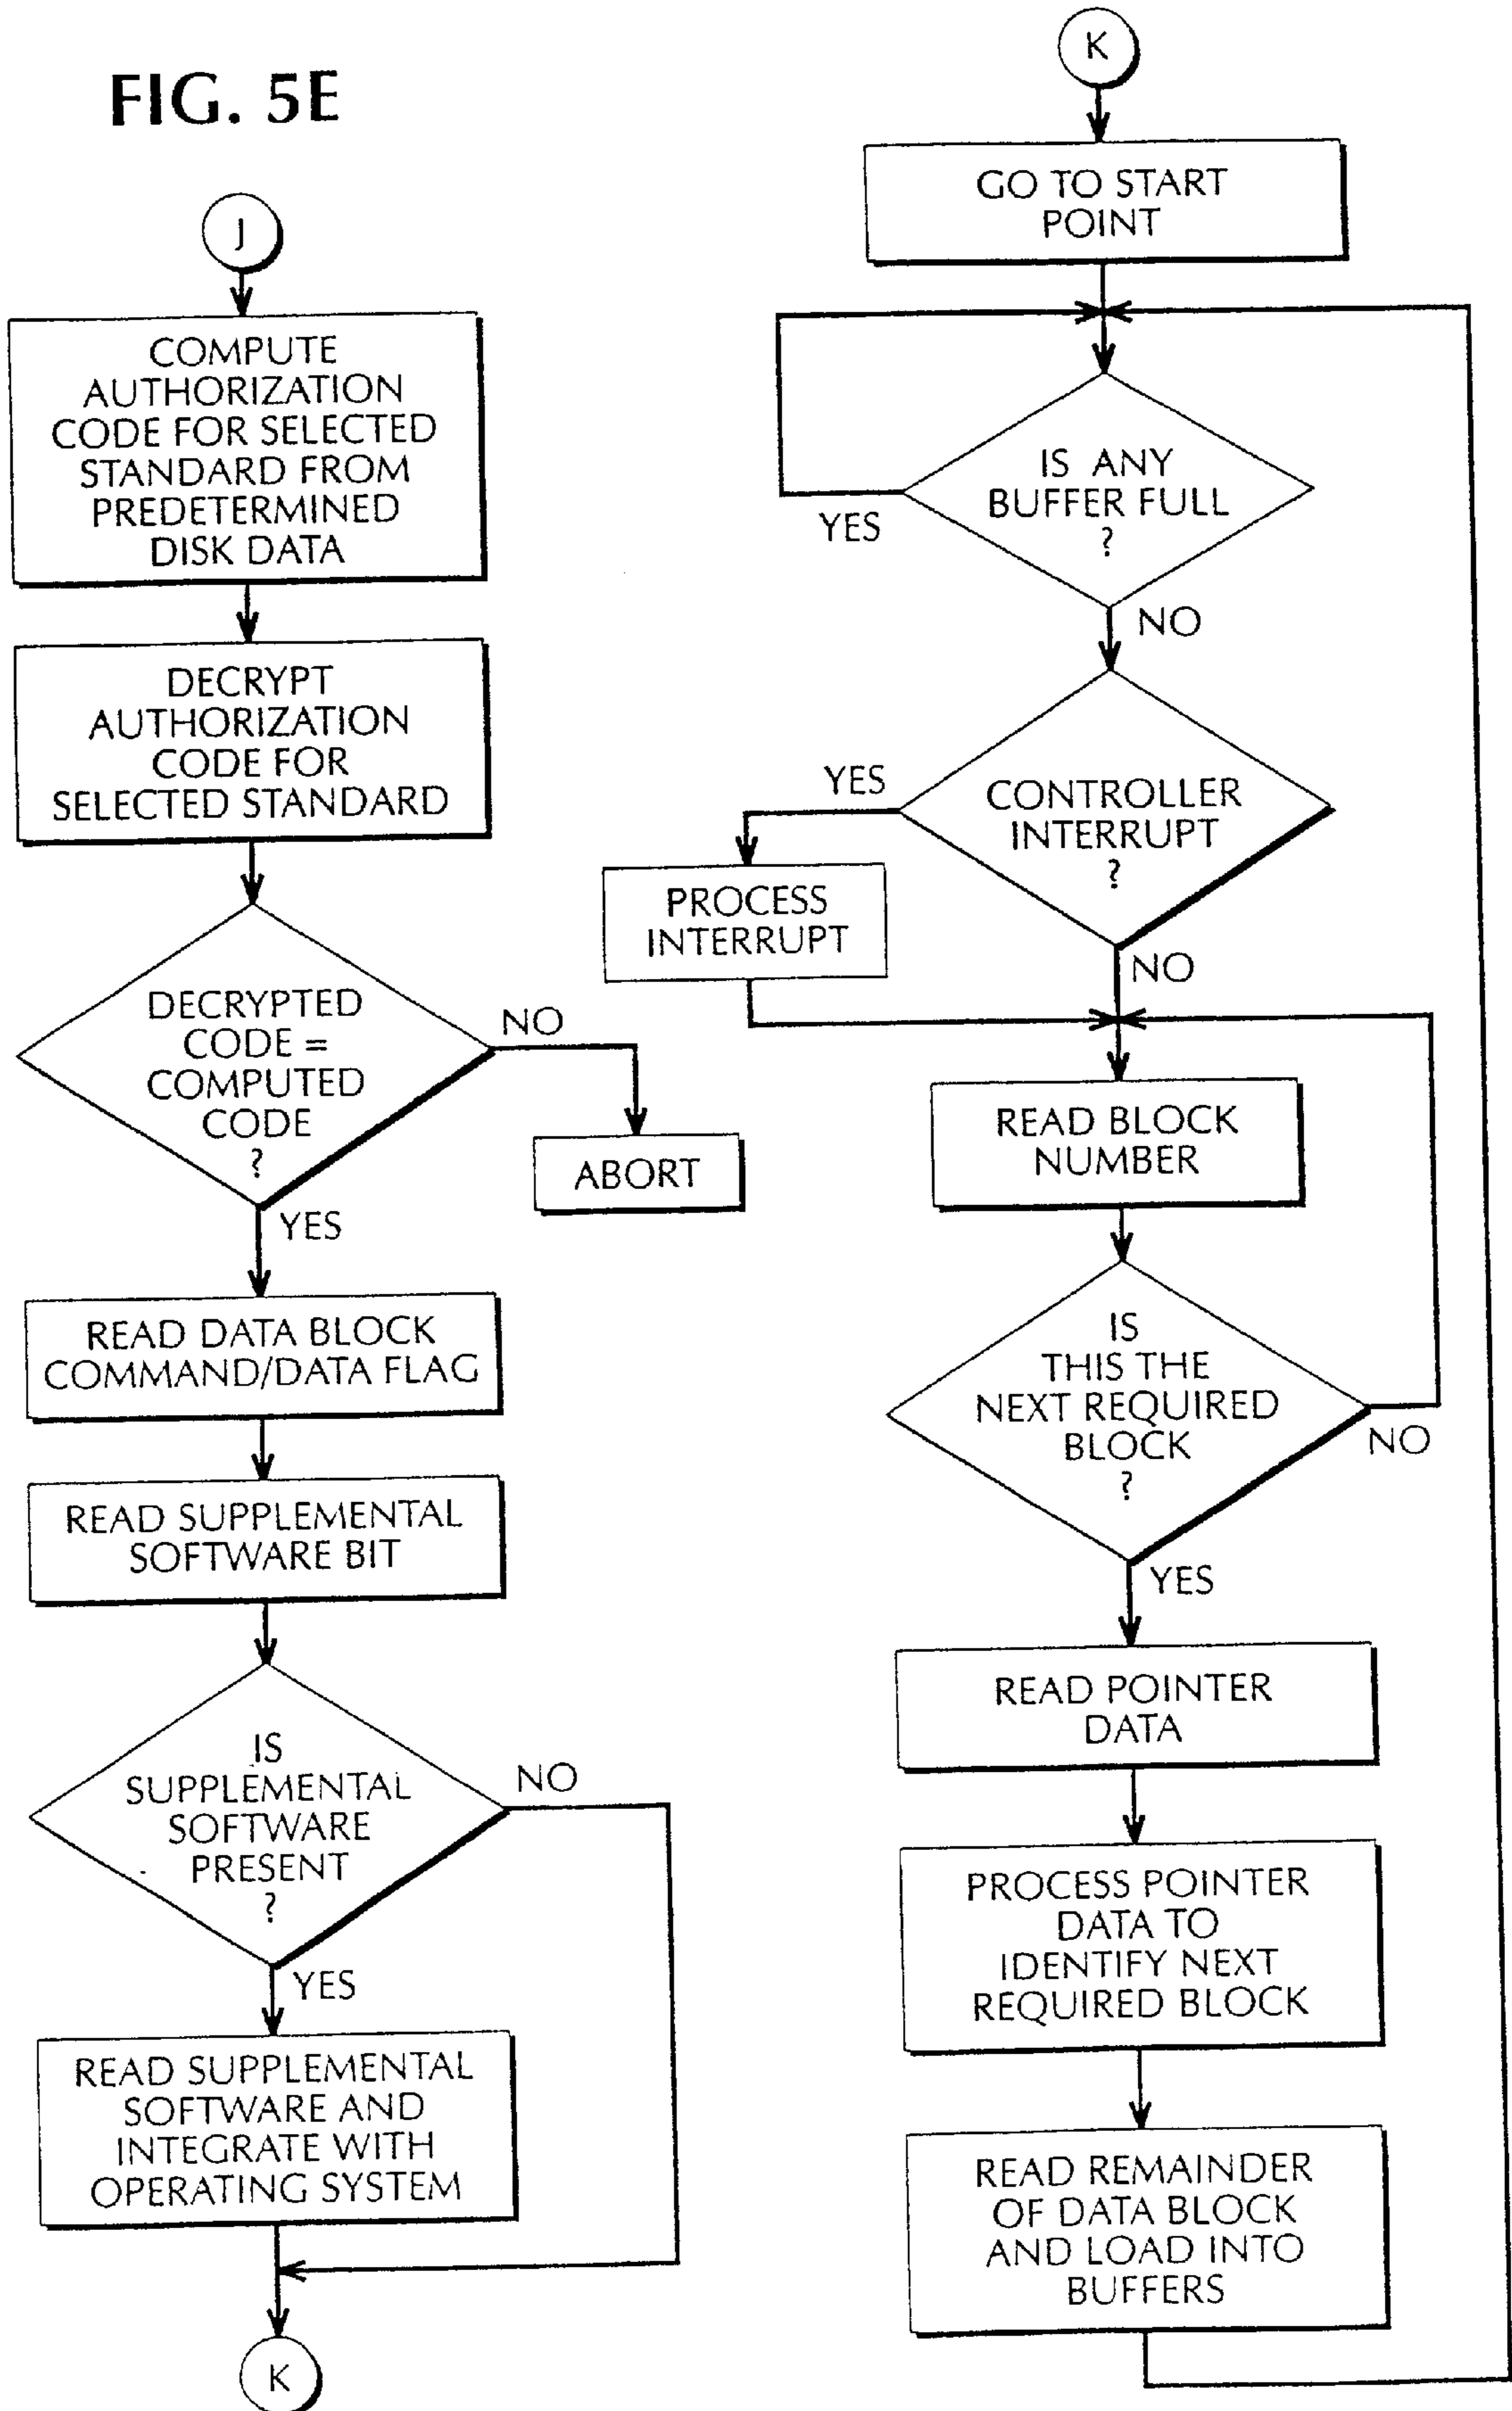 FIG. 5E
J
COMPUTE
AUTHORIZATION
CODE FOR SELECTED
STANDARD FROM
PREDETERMINED
DISK DATA
DECRYPT
AUTHORIZATION
CODE FOR
SELECTED STANDARD
DECRYPTED
CODE =
COMPUTED
CODE
?
NO
ABORT
YES
READ DATA BLOCK
COMMAND/DATA FLAG
READ SUPPLEMENTAL
SOFTWARE BIT
IS
SUPPLEMENTAL
SOFTWARE
PRESENT
?
NO
YES
READ SUPPLEMENTAL
SOFTWARE AND
INTEGRATE WITH
OPERATING SYSTEM
K
K
GO TO START
POINT
IS ANY
BUFFER FULL
?
YES
NO
CONTROLLER
INTERRUPT
?
YES
PROCESS
INTERRUPT
NO
READ BLOCK
NUMBER
IS
THIS THE
NEXT REQUIRED
BLOCK
?
NO
YES
READ POINTER
DATA
PROCESS POINTER
DATA TO
IDENTIFY NEXT
REQUIRED BLOCK
READ REMAINDER
OF DATA BLOCK
AND LOAD INTO
BUFFERS